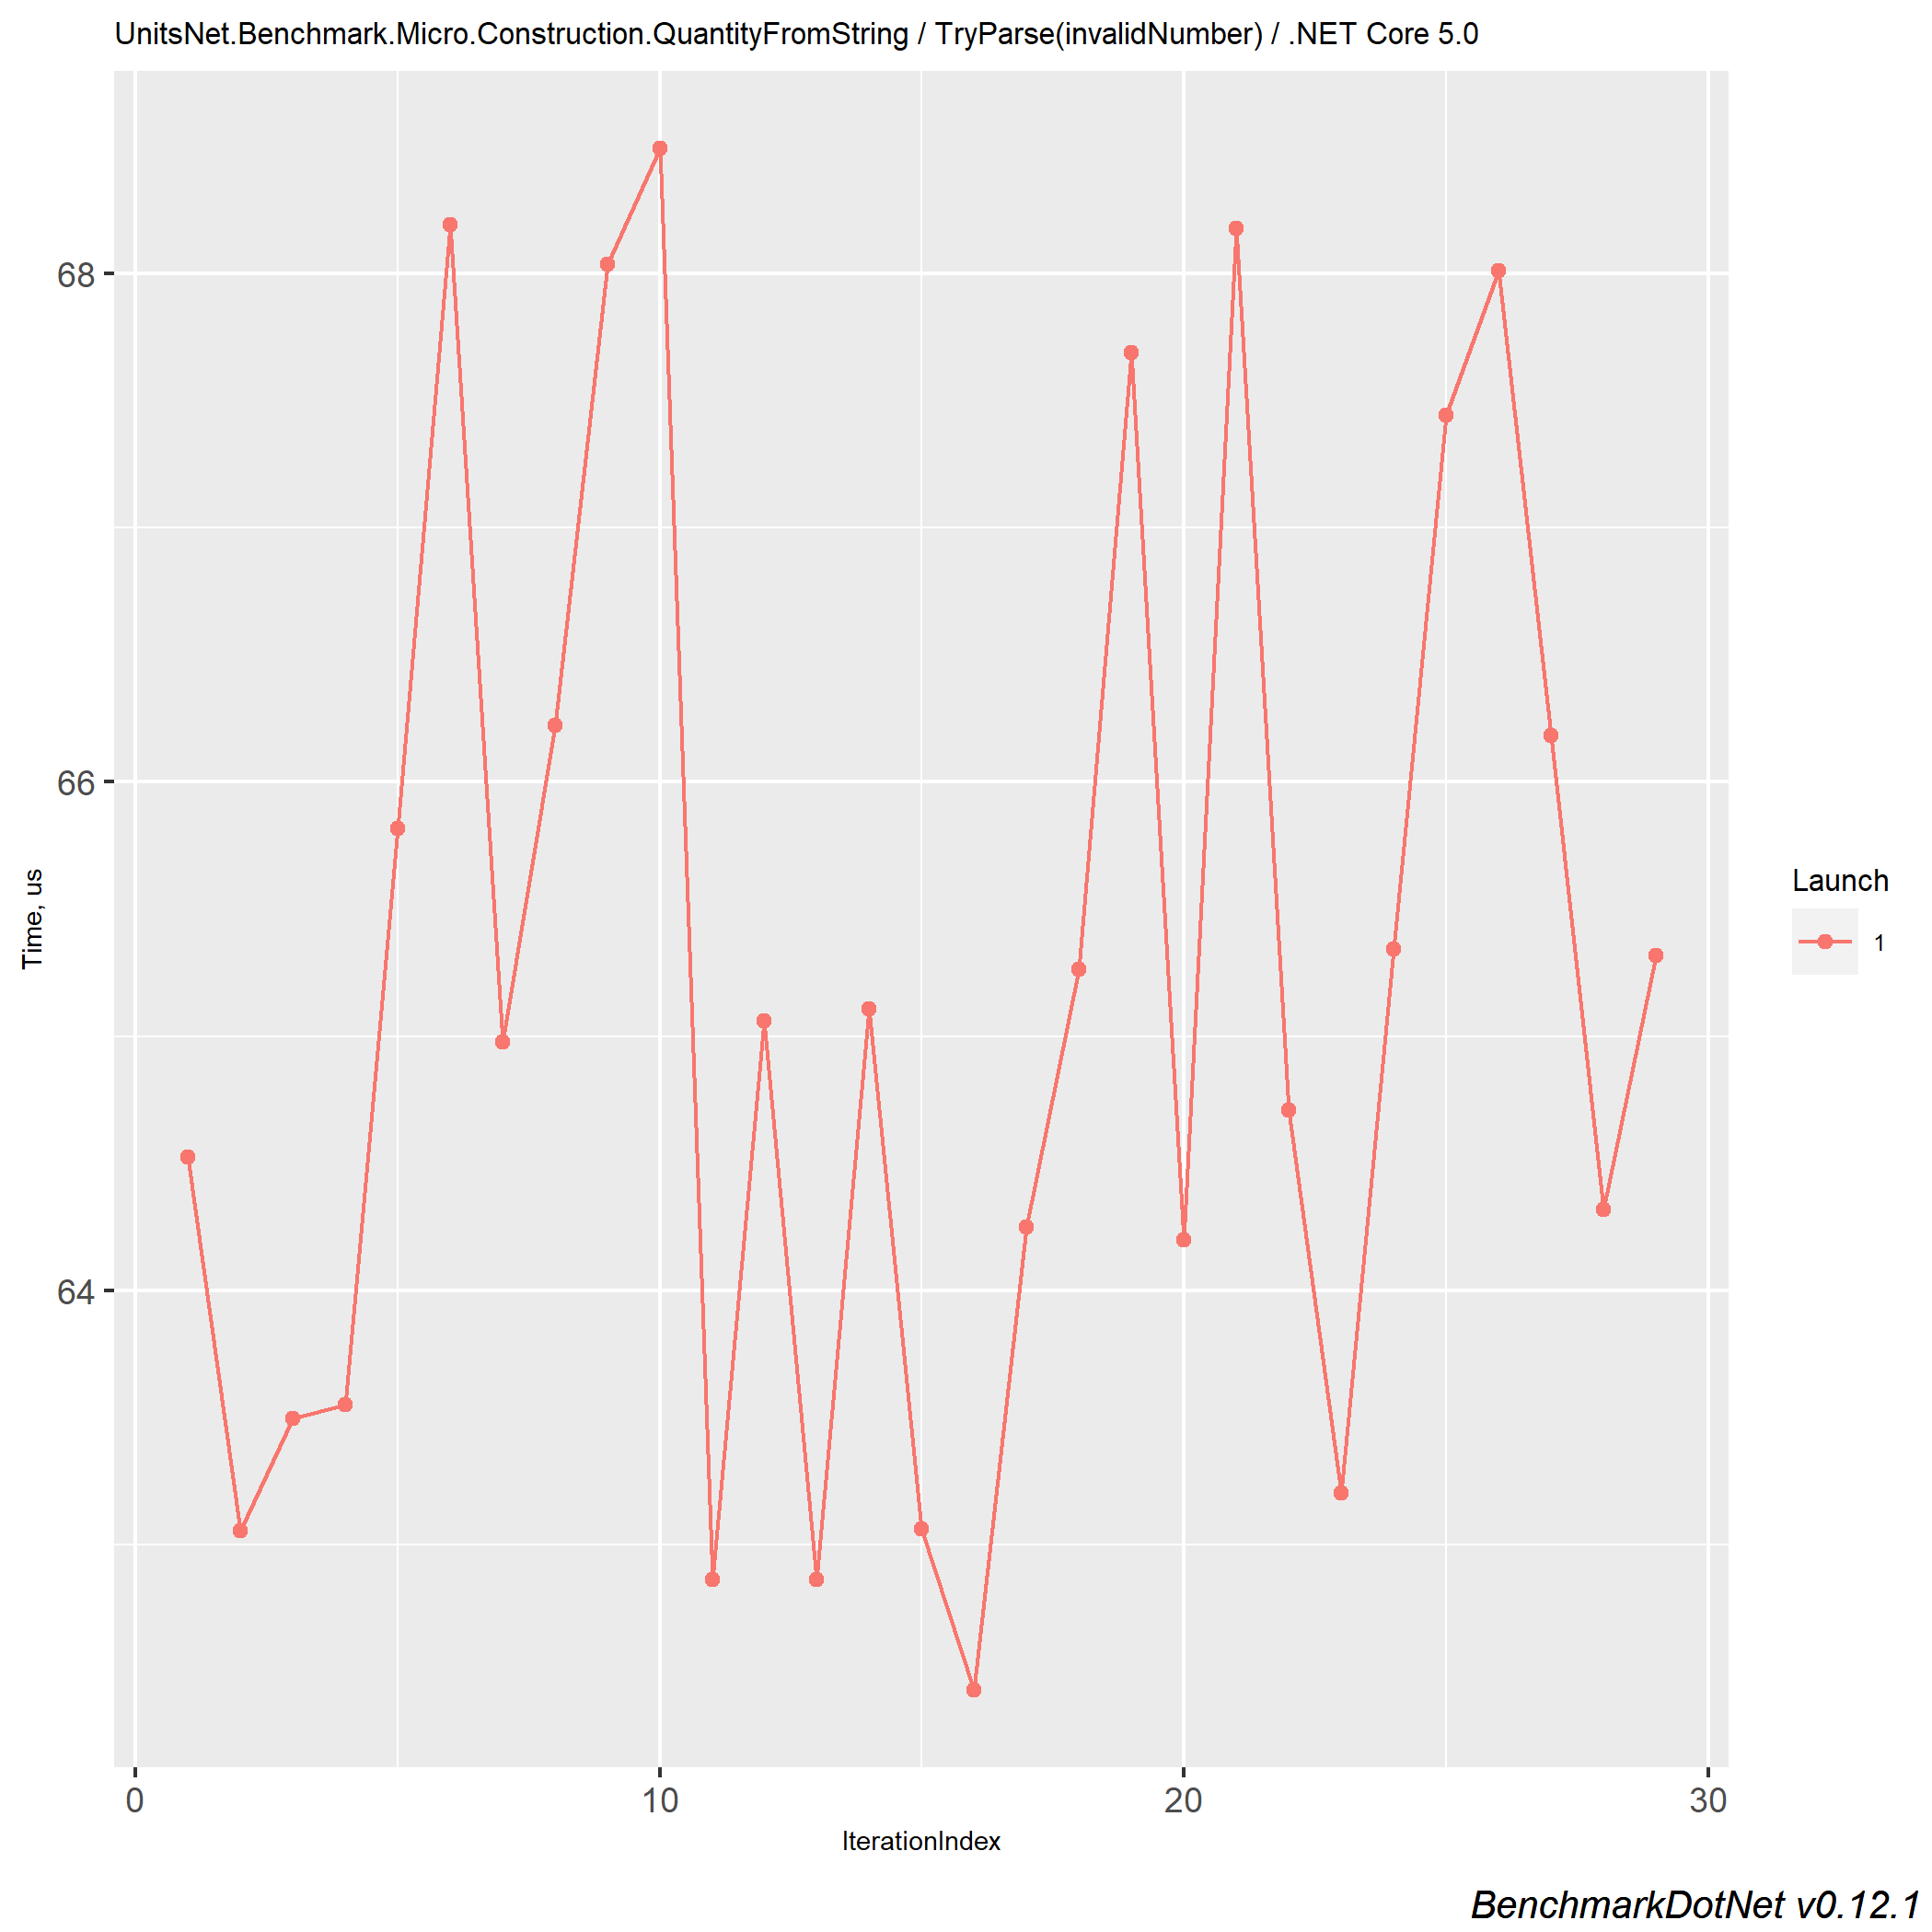 UnitsNet.Benchmark.Micro.Construction.QuantityFromString / TryParse(invalidNumber) / .NET Core 5.0
68
66
64
Time, us
0 10 20 30
IterationIndex
Launch
1
BenchmarkDotNet v0.12.1